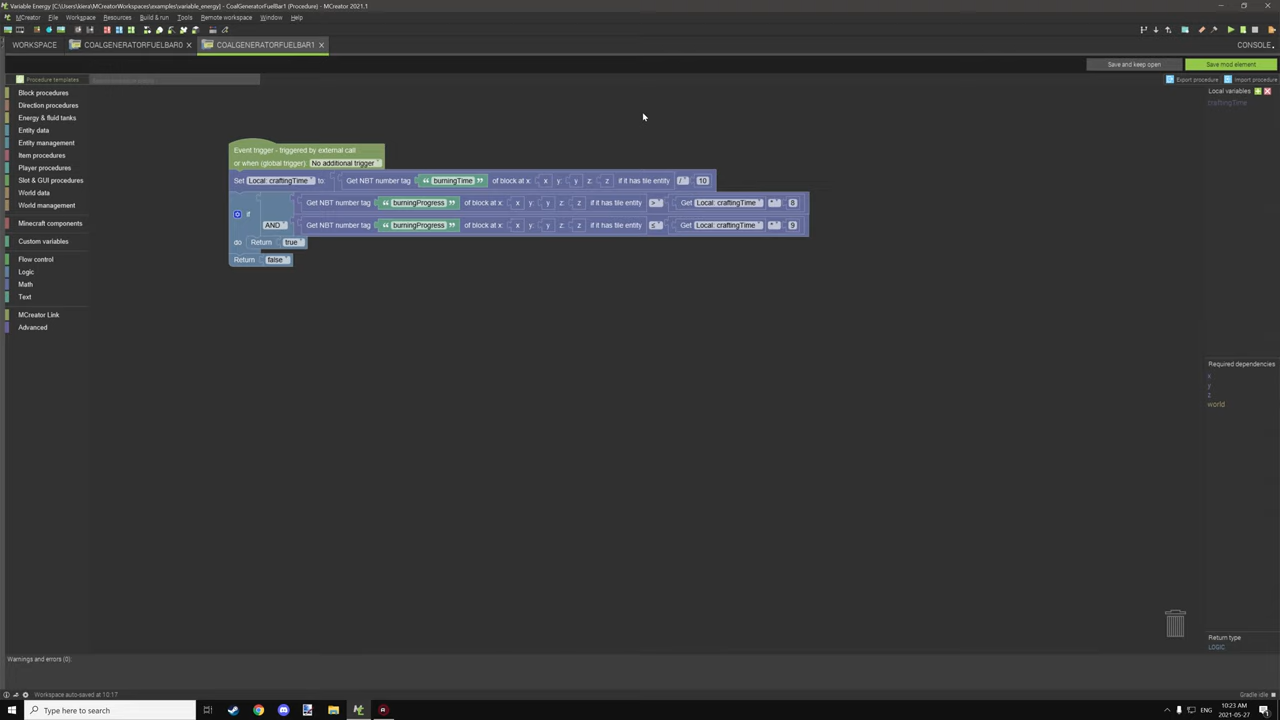 Variable Energy [C:\Users\kiera\MCreatorWorkspaces\examples\variable_energy] - CoalGeneratorFuelBar1 (Procedure) - MCreator 2021.1
MCreator File Workspace Resources Build & run Tools Remote workspace Window Help
WORKSPACE COALGENERATORFUELBAR0 × COALGENERATORFUELBAR1 × CONSOLE
Save and keep open Save mod element
Procedure templates Export procedure Import procedure
Block procedures
Direction procedures
Energy & fluid tanks
Entity data
Entity management
Item procedures
Player procedures
Slot & GUI procedures
World data
World management
Minecraft components
Custom variables
Flow control
Logic
Math
Text
MCreator Link
Advanced
Event trigger - triggered by external call
or when (global trigger): No additional trigger
Set Local: craftingTime to Get NBT number tag “ burningTime ” of block at x: x y: y z: z if it has tile entity / 10
if Get NBT number tag “ burningProgress ” of block at x: x y: y z: z if it has tile entity > Get Local: craftingTime * 8
AND Get NBT number tag “ burningProgress ” of block at x: x y: y z: z if it has tile entity ≤ Get Local: craftingTime * 9
do Return true
Return false
Local variables
craftingTime
Required dependencies
x
y
z
world
Return type
LOGIC
Warnings and errors (0):
Workspace auto-saved at 10:17 Gradle idle
Type here to search ENG 10:23 AM
2021-05-27